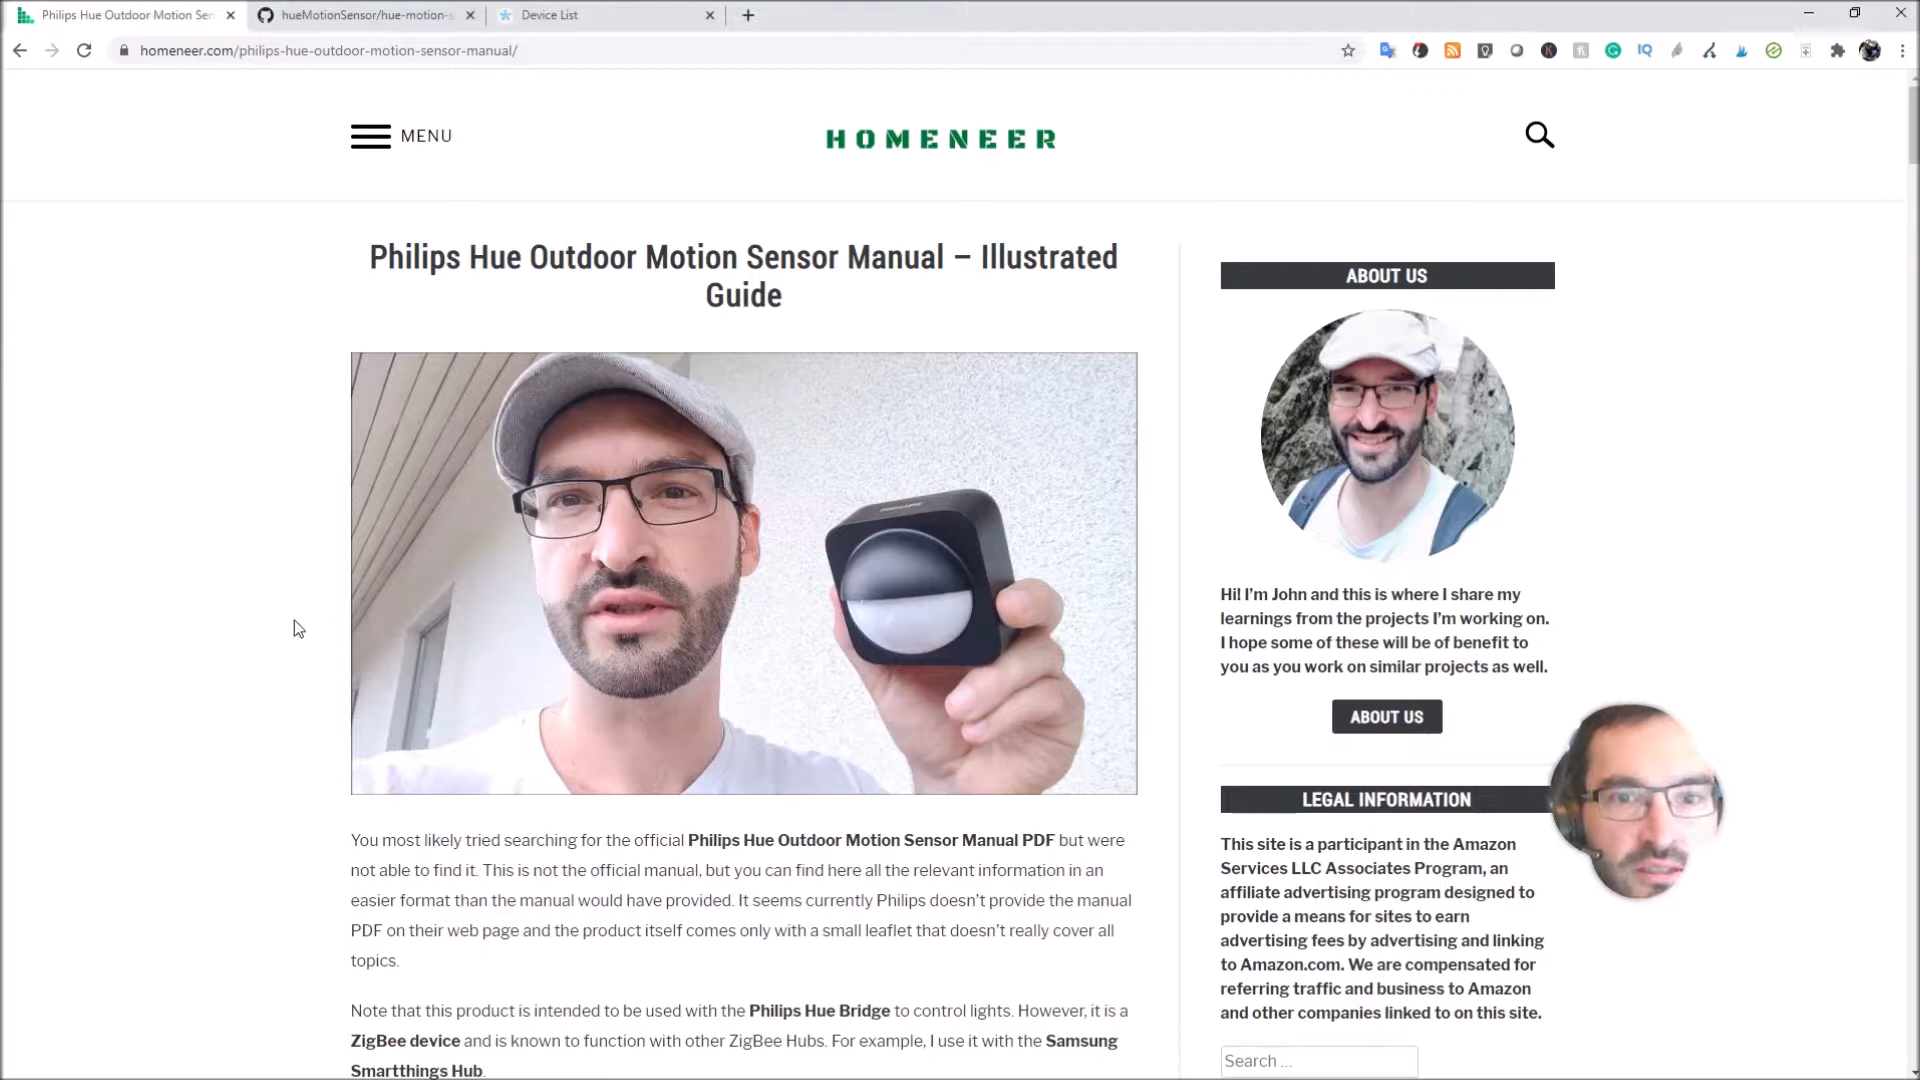 Philips Hue Outdoor Motion Sen
hueMotionSensor/hue-motion-s
Device List
homeneer.com/philips-hue-outdoor-motion-sensor-manual/
IQ
MENU
HOMENEER
Philips Hue Outdoor Motion Sensor Manual – Illustrated
Guide
PHILIPS
You most likely tried searching for the official Philips Hue Outdoor Motion Sensor Manual PDF but were
not able to find it. This is not the official manual, but you can find here all the relevant information in an
easier format than the manual would have provided. It seems currently Philips doesn’t provide the manual
PDF on their web page and the product itself comes only with a small leaflet that doesn’t really cover all
topics.
Note that this product is intended to be used with the Philips Hue Bridge to control lights. However, it is a
ZigBee device and is known to function with other ZigBee Hubs. For example, I use it with the Samsung
Smartthings Hub.
ABOUT US
Hi! I’m John and this is where I share my
learnings from the projects I’m working on.
I hope some of these will be of benefit to
you as you work on similar projects as well.
ABOUT US
LEGAL INFORMATION
This site is a participant in the Amazon
Services LLC Associates Program, an
affiliate advertising program designed to
provide a means for sites to earn
advertising fees by advertising and linking
to Amazon.com. We are compensated for
referring traffic and business to Amazon
and other companies linked to on this site.
Search …